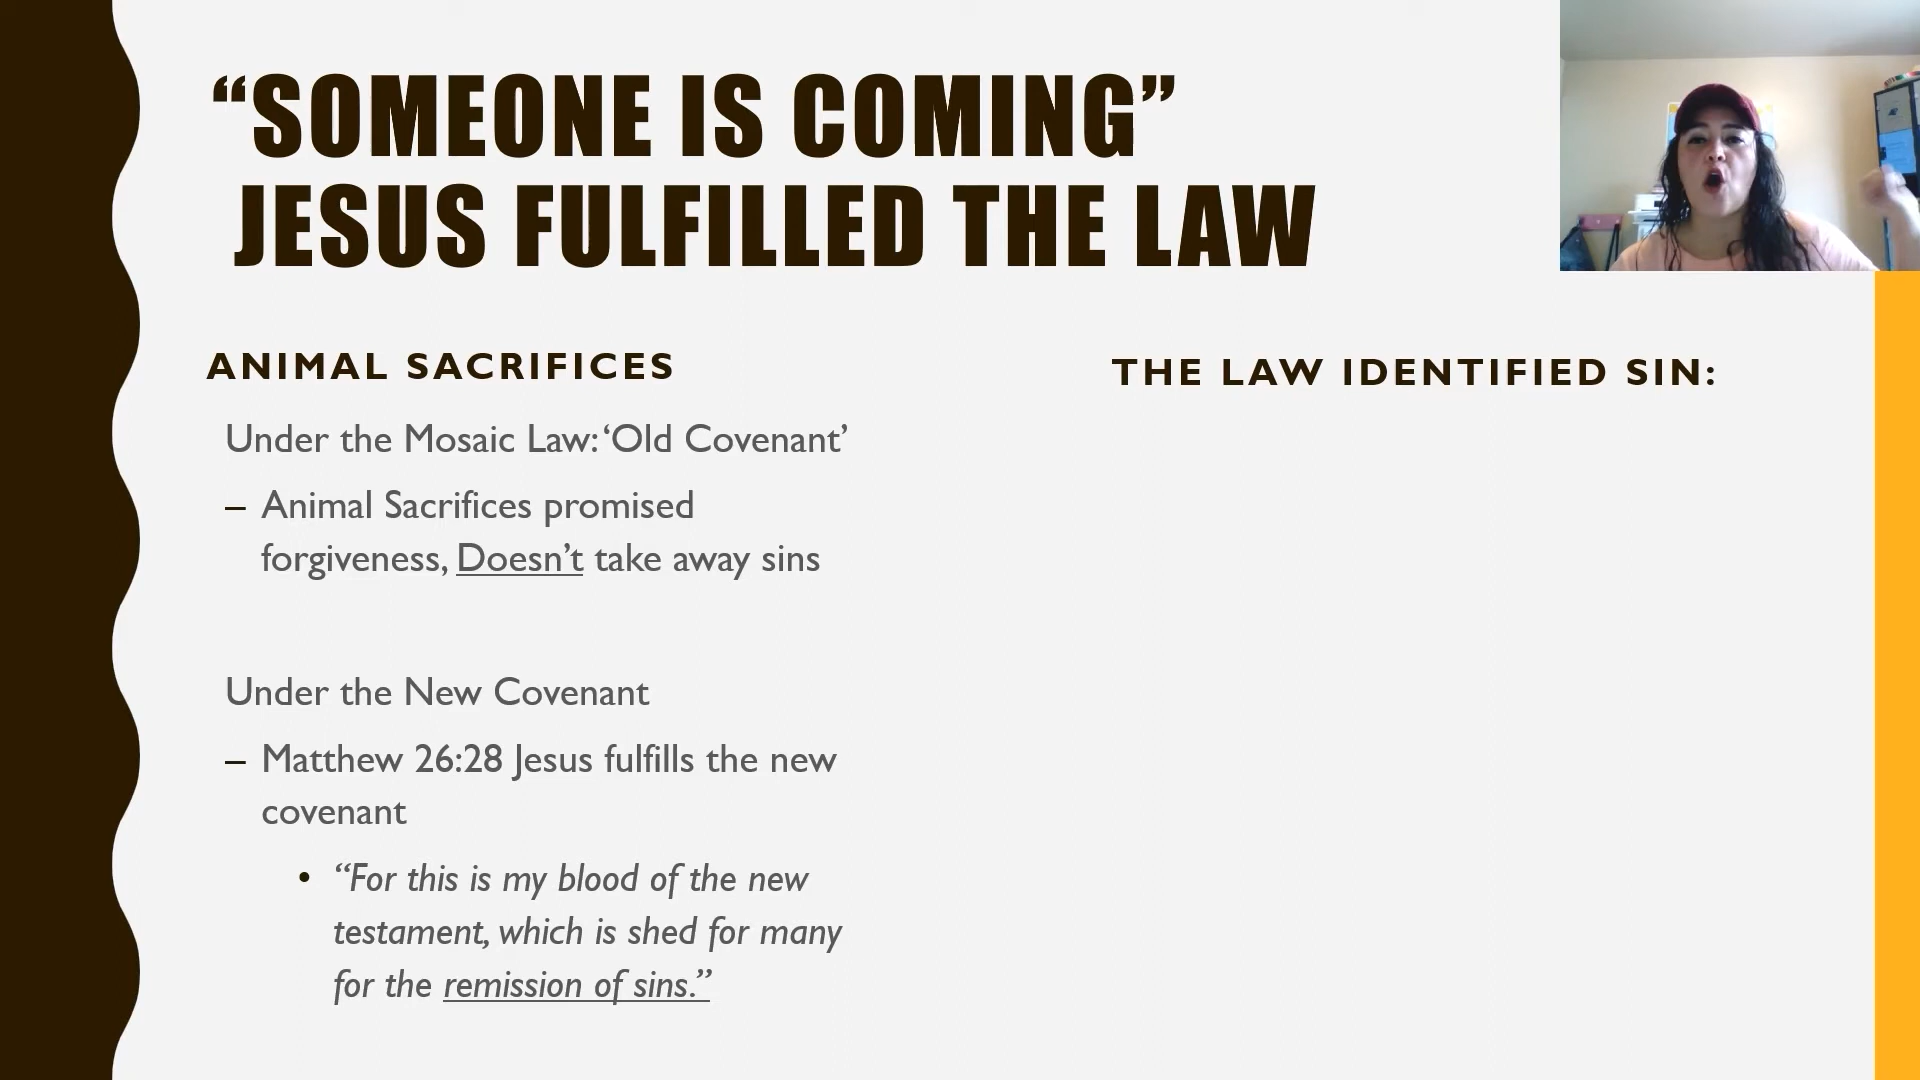 “SOMEONE IS COMING”
JESUS FULFILLED THE LAW
ANIMAL SACRIFICES
Under the Mosaic Law: ‘Old Covenant’
– Animal Sacrifices promised
forgiveness, Doesn’t take away sins
Under the New Covenant
– Matthew 26:28 Jesus fulfills the new
covenant
• “For this is my blood of the new
testament, which is shed for many
for the remission of sins.”
THE LAW IDENTIFIED SIN: